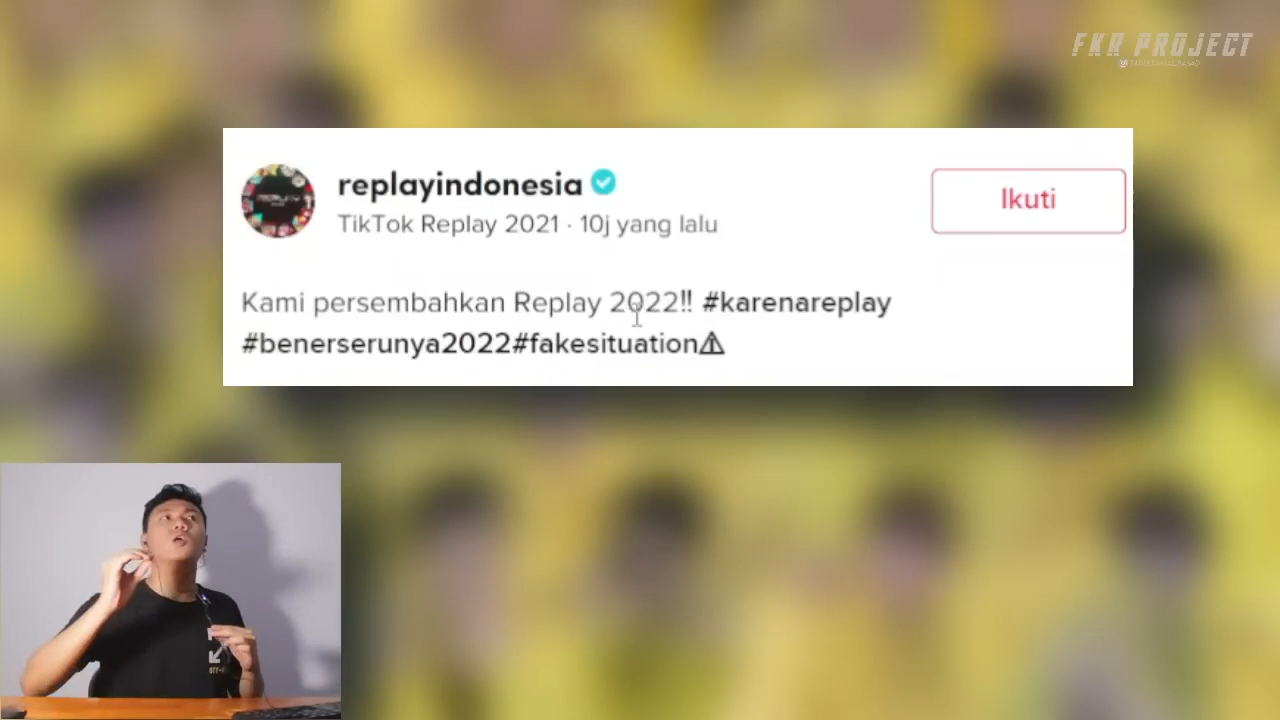 FKR PROJECT
replayindonesia
Ikuti
TikTok Replay 2021 · 10j yang lalu
Kami persembahkan Replay 2022!! #karenareplay
#benerserunya2022#fakesituation⚠